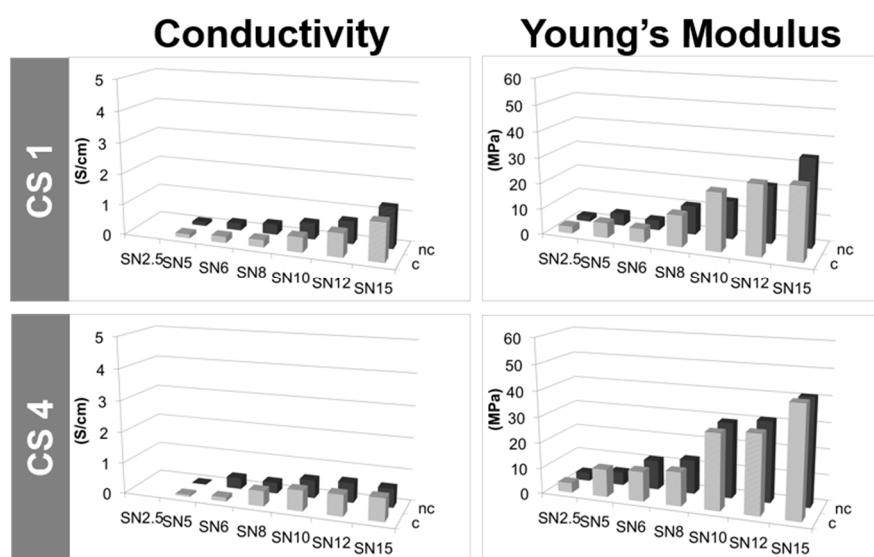 Conductivity
Young's Modulus
CS 1
(S/cm)
5
4
3
2
1
0
SN2.5
SN5
SN6
SN8
SN10
SN12
SN15
nc
c
(MPa)
60
50
40
30
20
10
0
SN2.5
SN5
SN6
SN8
SN10
SN12
SN15
nc
c
CS 4
(S/cm)
5
4
3
2
1
0
SN2.5
SN5
SN6
SN8
SN10
SN12
SN15
nc
c
(MPa)
60
50
40
30
20
10
0
SN2.5
SN5
SN6
SN8
SN10
SN12
SN15
nc
c